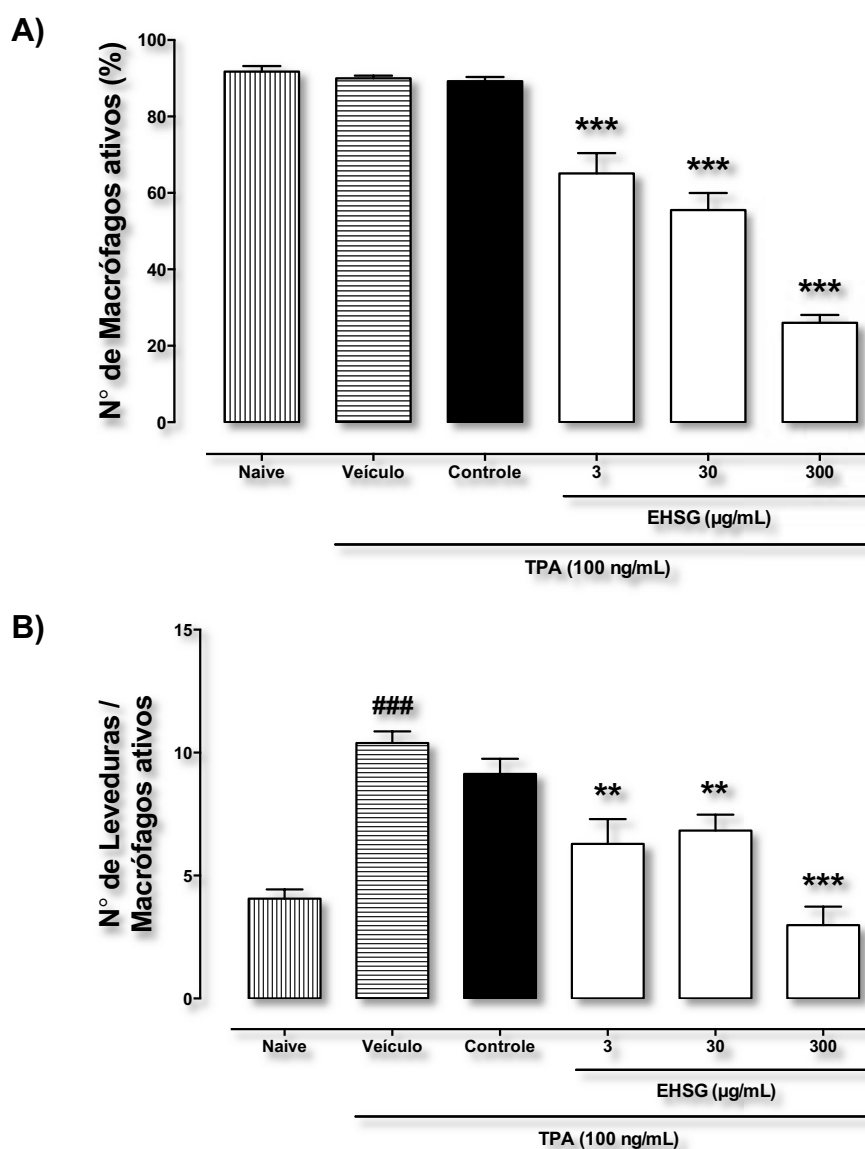 A)
N° de Macrófagos ativos (%)
100
80
60
40
20
0
***
***
***
Naive Veículo Controle 3 30 300
EHSG (µg/mL)
TPA (100 ng/mL)
B)
N° de Leveduras /
Macrófagos ativos
15
10
5
0
###
**
**
***
Naive Veículo Controle 3 30 300
EHSG (µg/mL)
TPA (100 ng/mL)